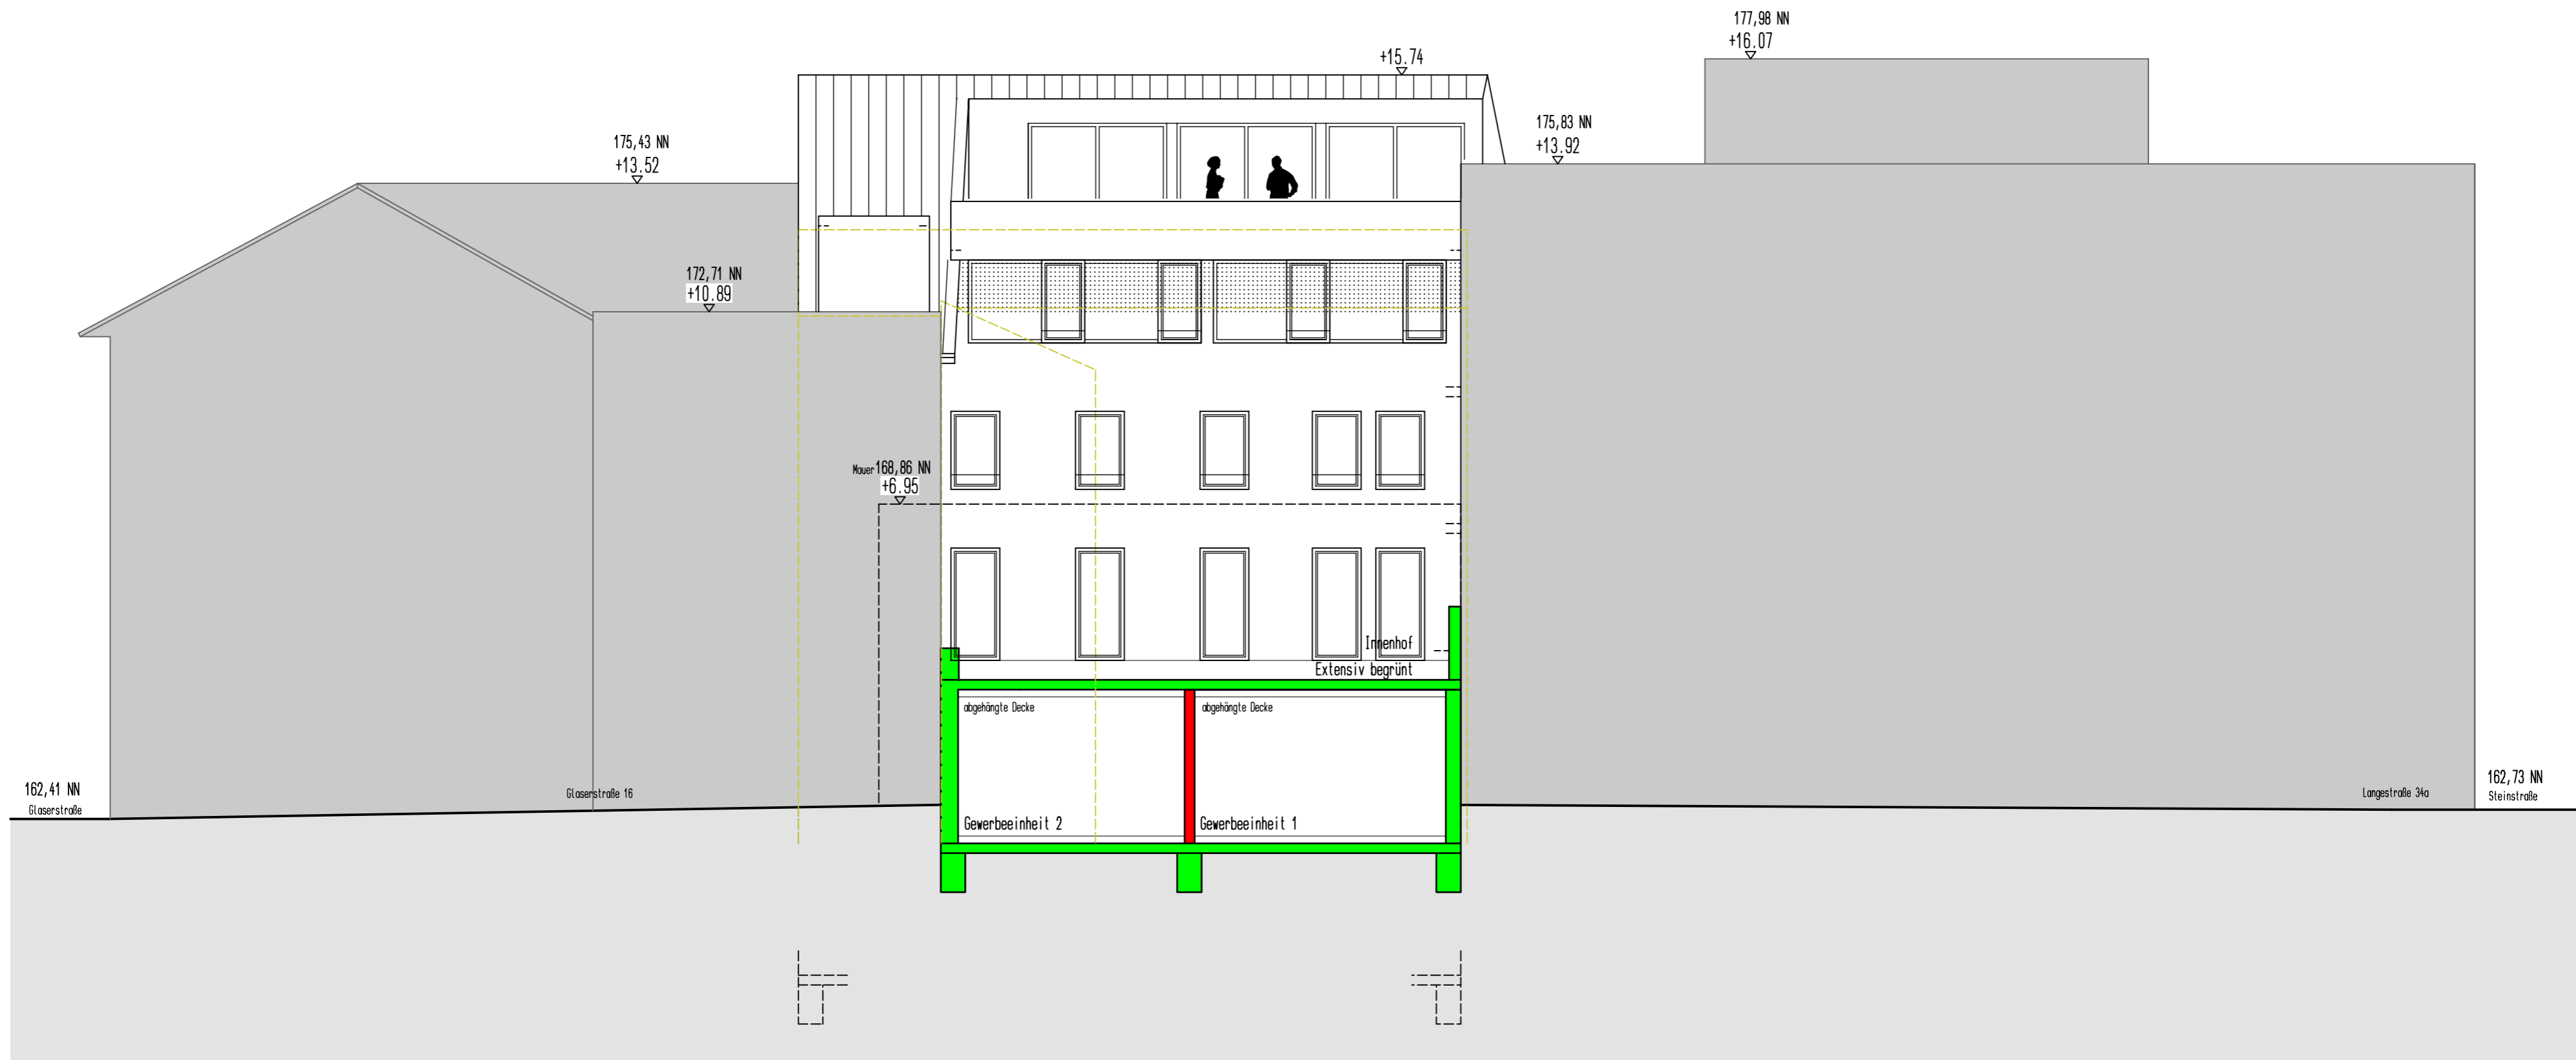 177,98 NN
+16.07
+15.74
175,83 NN
+13.92
175,43 NN
+13.52
172,71 NN
+10.89
Mauer 168,86 NN
+6.95
Innenhof
Extensiv begrünt
abgehängte Decke
abgehängte Decke
Gewerbeeinheit 2
Gewerbeeinheit 1
162,41 NN
Glaserstraße
Glaserstraße 16
Langestraße 34a
162,73 NN
Steinstraße